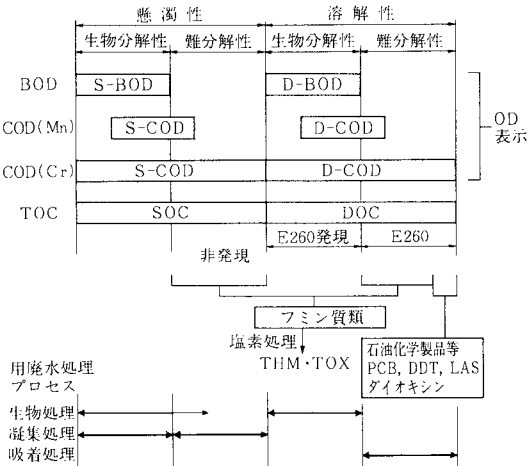 懸濁性 溶解性
生物分解性 難分解性 生物分解性 難分解性
BOD S-BOD D-BOD
COD(Mn) S-COD D-COD
OD
表示
COD(Cr) S-COD D-COD
TOC SOC DOC
E260発現 E260
非発現
フミン質類
塩素処理
THM・TOX
石油化学製品等
PCB, DDT, LAS
ダイオキシン
用廃水処理
プロセス
生物処理
凝集処理
吸着処理